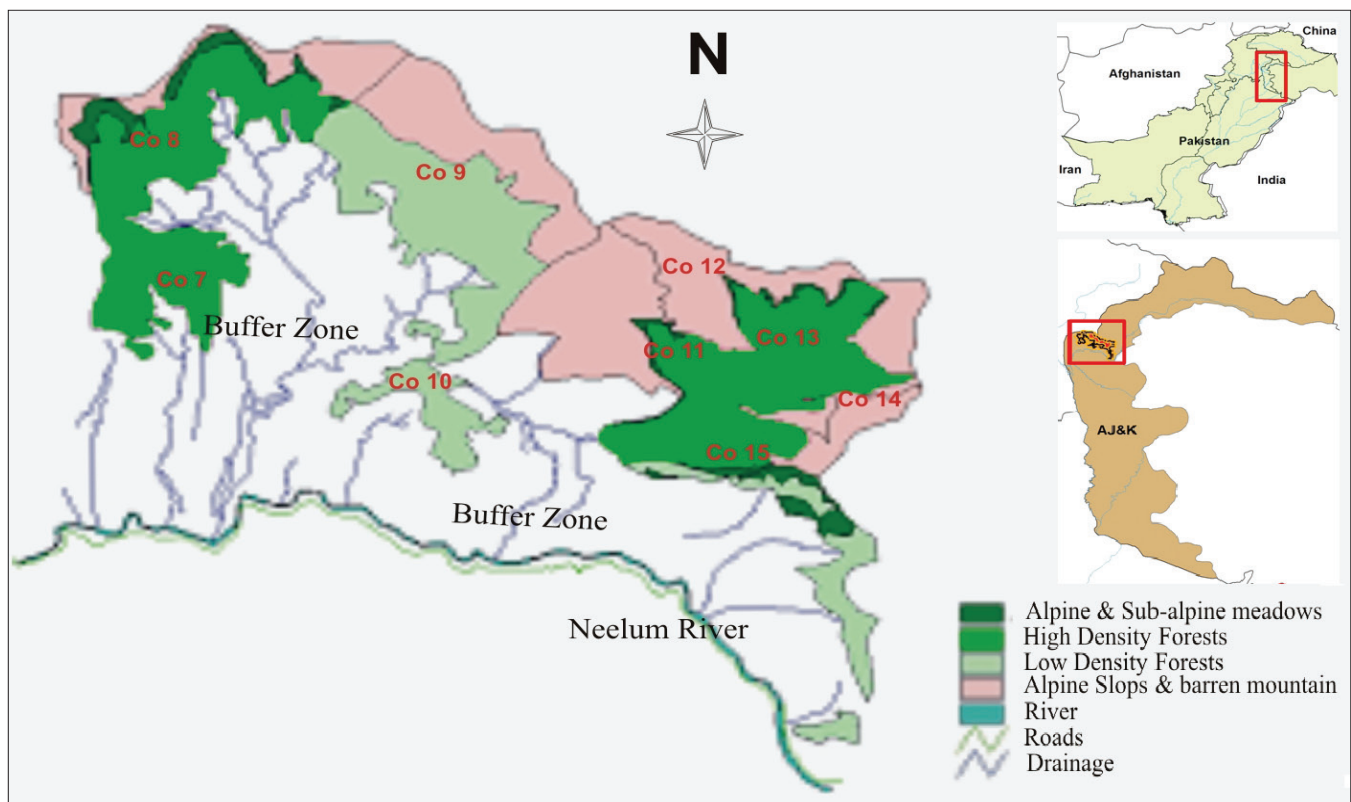 N
Co 8
Co 9
Co 7
Buffer Zone
Co 12
Co 11
Co 13
Co 10
Co 14
Co 15
Buffer Zone
Neelum River
China
Afghanistan
Pakistan
Iran
India
AJ&K
Alpine & Sub-alpine meadows
High Density Forests
Low Density Forests
Alpine Slops & barren mountain
River
Roads
Drainage